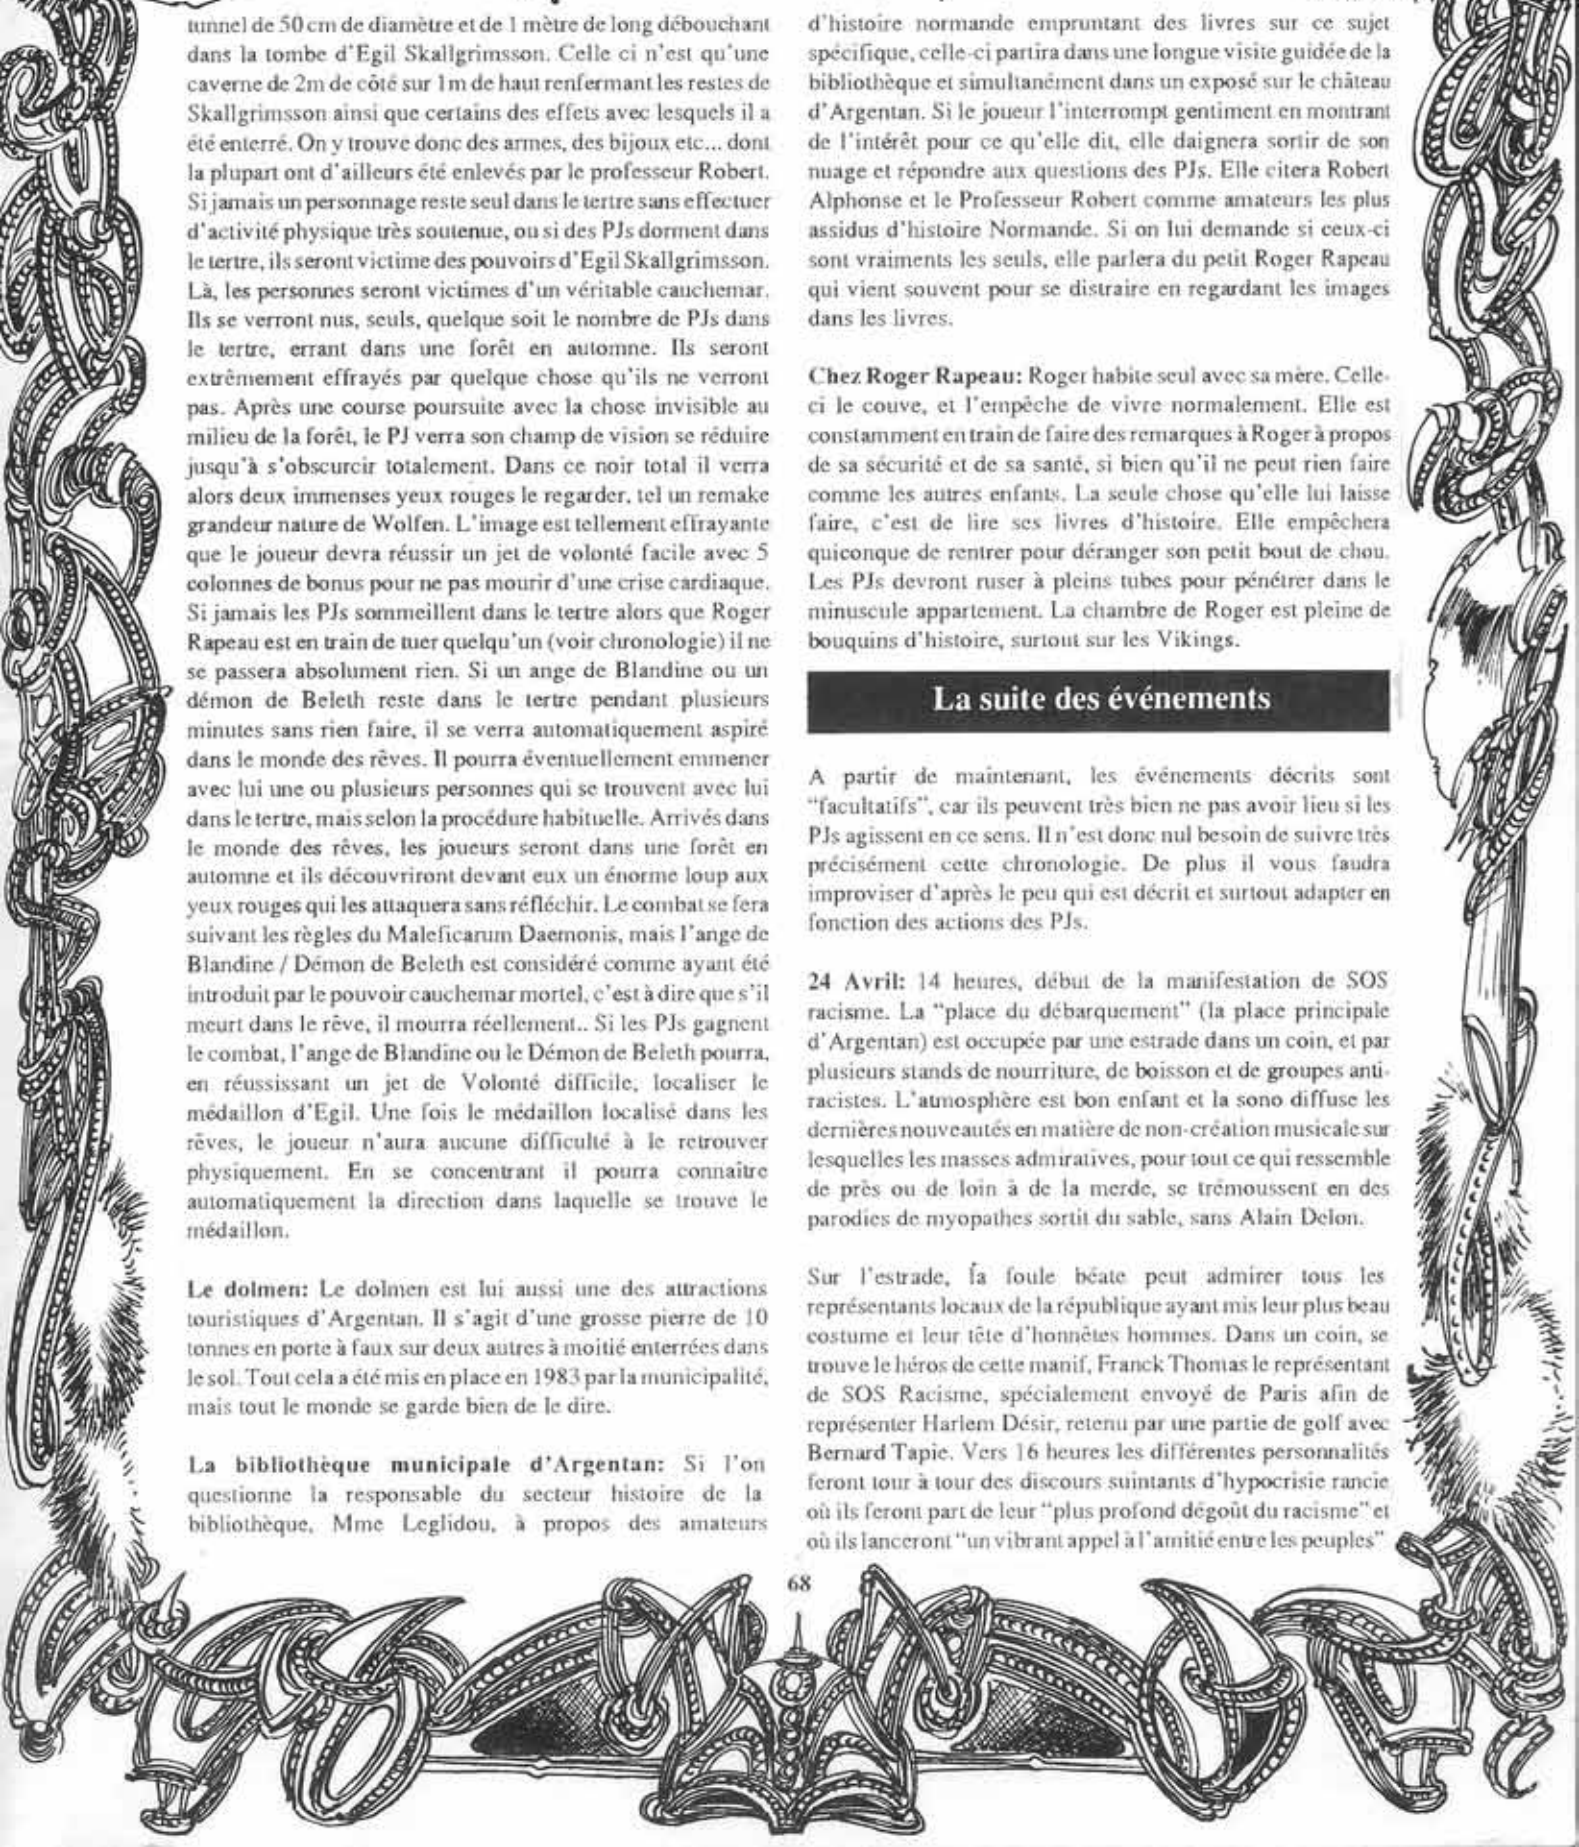 tunnel de 50 cm de diamètre et de 1 mètre de long débouchant
dans la tombe d'Egil Skallgrimsson. Celle ci n'est qu'une
caverne de 2m de côté sur 1m de haut renfermant les restes de
Skallgrimsson ainsi que certains des effets avec lesquels il a
été enterré. On y trouve donc des armes, des bijoux etc... dont
la plupart ont d'ailleurs été enlevés par le professeur Robert.
Si jamais un personnage reste seul dans le tertre sans effectuer
d'activité physique très soutenue, ou si des PJs dorment dans
le tertre, ils seront victime des pouvoirs d'Egil Skallgrimsson.
Là, les personnes seront victimes d'un véritable cauchemar.
Ils se verront nus, seuls, quelque soit le nombre de PJs dans
le tertre, errant dans une forêt en automne. Ils seront
extrêmement effrayés par quelque chose qu'ils ne verront
pas. Après une course poursuite avec la chose invisible au
milieu de la forêt, le PJ verra son champ de vision se réduire
jusqu'à s'obscurcir totalement. Dans ce noir total il verra
alors deux immenses yeux rouges le regarder, tel un remake
grandeur nature de Wolfen. L'image est tellement effrayante
que le joueur devra réussir un jet de volonté facile avec 5
colonnes de bonus pour ne pas mourir d'une crise cardiaque.
Si jamais les PJs sommeillent dans le tertre alors que Roger
Rapeau est en train de tuer quelqu'un (voir chronologie) il ne
se passera absolument rien. Si un ange de Blandine ou un
démon de Beleth reste dans le tertre pendant plusieurs
minutes sans rien faire, il se verra automatiquement aspiré
dans le monde des rêves. Il pourra éventuellement emmener
avec lui une ou plusieurs personnes qui se trouvent avec lui
dans le tertre, mais selon la procédure habituelle. Arrivés dans
le monde des rêves, les joueurs seront dans une forêt en
automne et ils découvriront devant eux un énorme loup aux
yeux rouges qui les attaquera sans réfléchir. Le combat se fera
suivant les règles du Maleficarum Daemonis, mais l'ange de
Blandine / Démon de Beleth est considéré comme ayant été
introduit par le pouvoir cauchemar mortel, c'est à dire que s'il
meurt dans le rêve, il mourra réellement.. Si les PJs gagnent
le combat, l'ange de Blandine ou le Démon de Beleth pourra,
en réussissant un jet de Volonté difficile, localiser le
médaillon d'Egil. Une fois le médaillon localisé dans les
rêves, le joueur n'aura aucune difficulté à le retrouver
physiquement. En se concentrant il pourra connaître
automatiquement la direction dans laquelle se trouve le
médaillon.
Le dolmen: Le dolmen est lui aussi une des attractions
touristiques d'Argentan. Il s'agit d'une grosse pierre de 10
tonnes en porte à faux sur deux autres à moitié enterrées dans
le sol. Tout cela a été mis en place en 1983 par la municipalité,
mais tout le monde se garde bien de le dire.
La bibliothèque municipale d'Argentan: Si l'on
questionne la responsable du secteur histoire de la
bibliothèque, Mme Leglidou, à propos des amateurs
d'histoire normande empruntant des livres sur ce sujet
spécifique, celle-ci partira dans une longue visite guidée de la
bibliothèque et simultanément dans un exposé sur le château
d'Argentan. Si le joueur l'interrompt gentiment en montrant
de l'intérêt pour ce qu'elle dit, elle daignera sortir de son
nuage et répondre aux questions des PJs. Elle citera Robert
Alphonse et le Professeur Robert comme amateurs les plus
assidus d'histoire Normande. Si on lui demande si ceux-ci
sont vraiments les seuls, elle parlera du petit Roger Rapeau
qui vient souvent pour se distraire en regardant les images
dans les livres.
Chez Roger Rapeau: Roger habite seul avec sa mère. Celle-
ci le couve, et l'empêche de vivre normalement. Elle est
constamment en train de faire des remarques à Roger à propos
de sa sécurité et de sa santé, si bien qu'il ne peut rien faire
comme les autres enfants. La seule chose qu'elle lui laisse
faire, c'est de lire ses livres d'histoire. Elle empêchera
quiconque de rentrer pour déranger son petit bout de chou.
Les PJs devront ruser à pleins tubes pour pénétrer dans le
minuscule appartement. La chambre de Roger est pleine de
bouquins d'histoire, surtout sur les Vikings.
La suite des événements
A partir de maintenant, les événements décrits sont
"facultatifs", car ils peuvent très bien ne pas avoir lieu si les
PJs agissent en ce sens. Il n'est donc nul besoin de suivre très
précisément cette chronologie. De plus il vous faudra
improviser d'après le peu qui est décrit et surtout adapter en
fonction des actions des PJs.
24 Avril: 14 heures, début de la manifestation de SOS
racisme. La "place du débarquement" (la place principale
d'Argentan) est occupée par une estrade dans un coin, et par
plusieurs stands de nourriture, de boisson et de groupes anti-
racistes. L'atmosphère est bon enfant et la sono diffuse les
dernières nouveautés en matière de non-création musicale sur
lesquelles les masses admiratives, pour tout ce qui ressemble
de près ou de loin à de la merde, se trémoussent en des
parodies de myopathes sortit du sable, sans Alain Delon.
Sur l'estrade, la foule béate peut admirer tous les
représentants locaux de la république ayant mis leur plus beau
costume et leur tête d'honnêtes hommes. Dans un coin, se
trouve le héros de cette manif, Franck Thomas le représentant
de SOS Racisme, spécialement envoyé de Paris afin de
représenter Harlem Désir, retenu par une partie de golf avec
Bernard Tapie. Vers 16 heures les différentes personnalités
feront tour à tour des discours suintants d'hypocrisie rancie
où ils feront part de leur "plus profond dégoût du racisme" et
où ils lanceront "un vibrant appel à l'amitié entre les peuples"
68